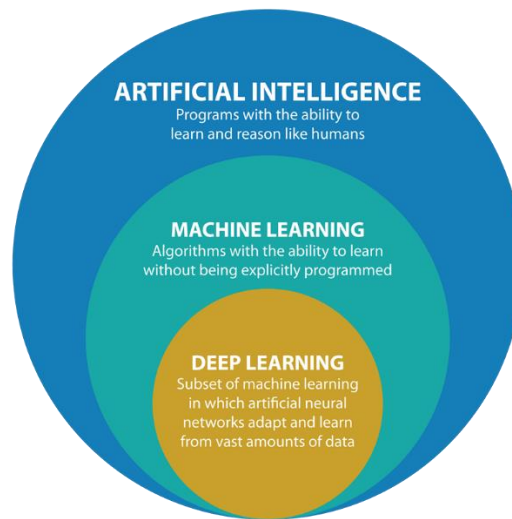 ARTIFICIAL INTELLIGENCE
Programs with the ability to
learn and reason like humans
MACHINE LEARNING
Algorithms with the ability to learn
without being explicitly programmed
DEEP LEARNING
Subset of machine learning
in which artificial neural
networks adapt and learn
from vast amounts of data